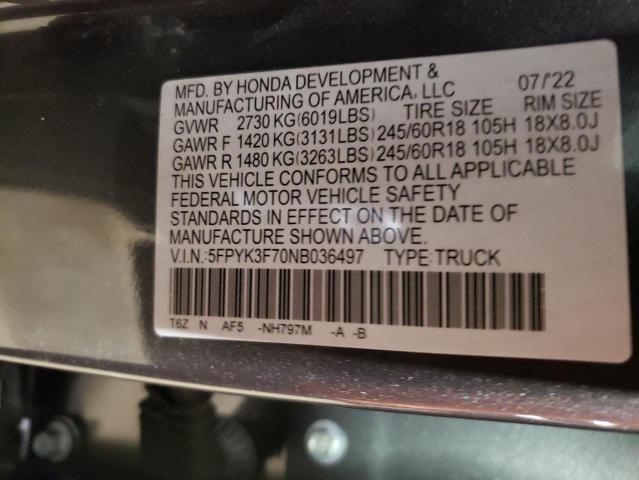 MFD. BY HONDA DEVELOPMENT & 07/'22
MANUFACTURING OF AMERICA, LLC
GVWR 2730 KG(6019LBS) TIRE SIZE RIM SIZE
GAWR F 1420 KG(3131LBS) 245/60R18 105H 18X8.0J
GAWR R 1480 KG(3263LBS) 245/60R18 105H 18X8.0J
THIS VEHICLE CONFORMS TO ALL APPLICABLE
FEDERAL MOTOR VEHICLE SAFETY
STANDARDS IN EFFECT ON THE DATE OF
MANUFACTURE SHOWN ABOVE.
V.I.N.:5FPYK3F70NB036497 TYPE:TRUCK
T6Z N AF5 -NH797M -A -B